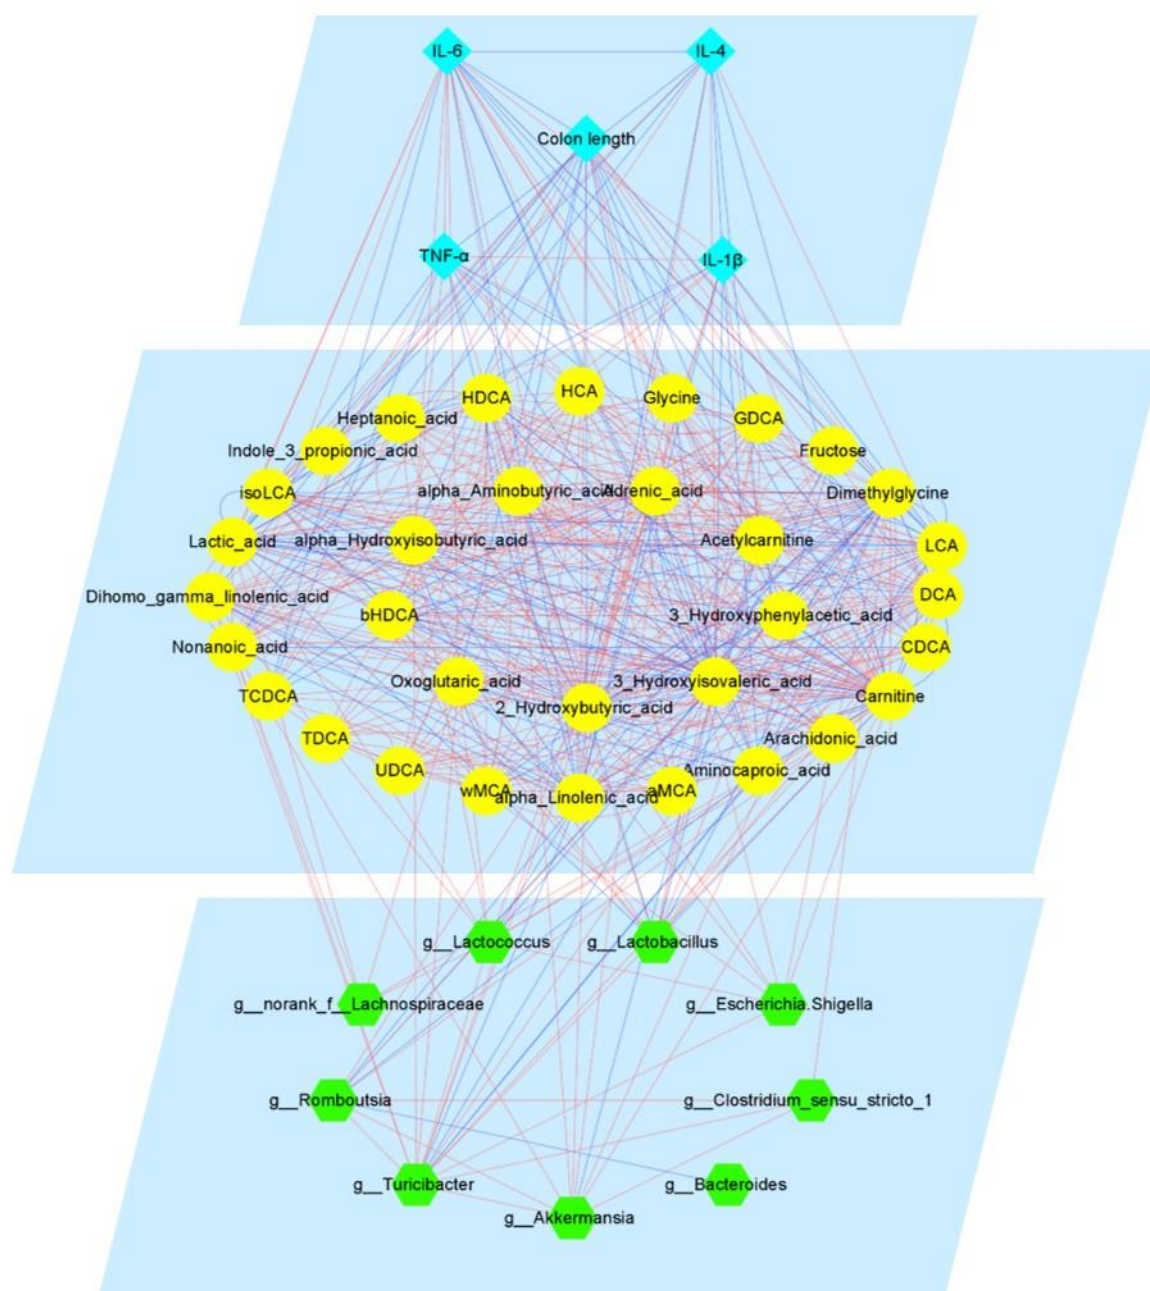 IL-6
IL-4
Colon length
TNF-α
IL-1β
HDCA
HCA
Glycine
GDCA
Heptanoic_acid
Indole_3_propionic_acid
Fructose
isoLCA
alpha_Aminobutyric_acid
Adrenic_acid
Dimethylglycine
Lactic_acid
alpha_Hydroxyisobutyric_acid
Acetylcarnitine
LCA
Dihomo_gamma_linolenic_acid
DCA
bHDCA
3_Hydroxyphenylacetic_acid
Nonanoic_acid
CDCA
TCDCA
Oxoglutaric_acid
3_Hydroxyisovaleric_acid
Carnitine
2_Hydroxybutyric_acid
TDCA
Arachidonic_acid
UDCA
Aminocaproic_acid
wMCA
alpha_Linolenic_acid
aMCA
g__Lactococcus
g__Lactobacillus
g__norank_f__Lachnospiraceae
g__Escherichia.Shigella
g__Romboutsia
g__Clostridium_sensu_stricto_1
g__Turicibacter
g__Bacteroides
g__Akkermansia